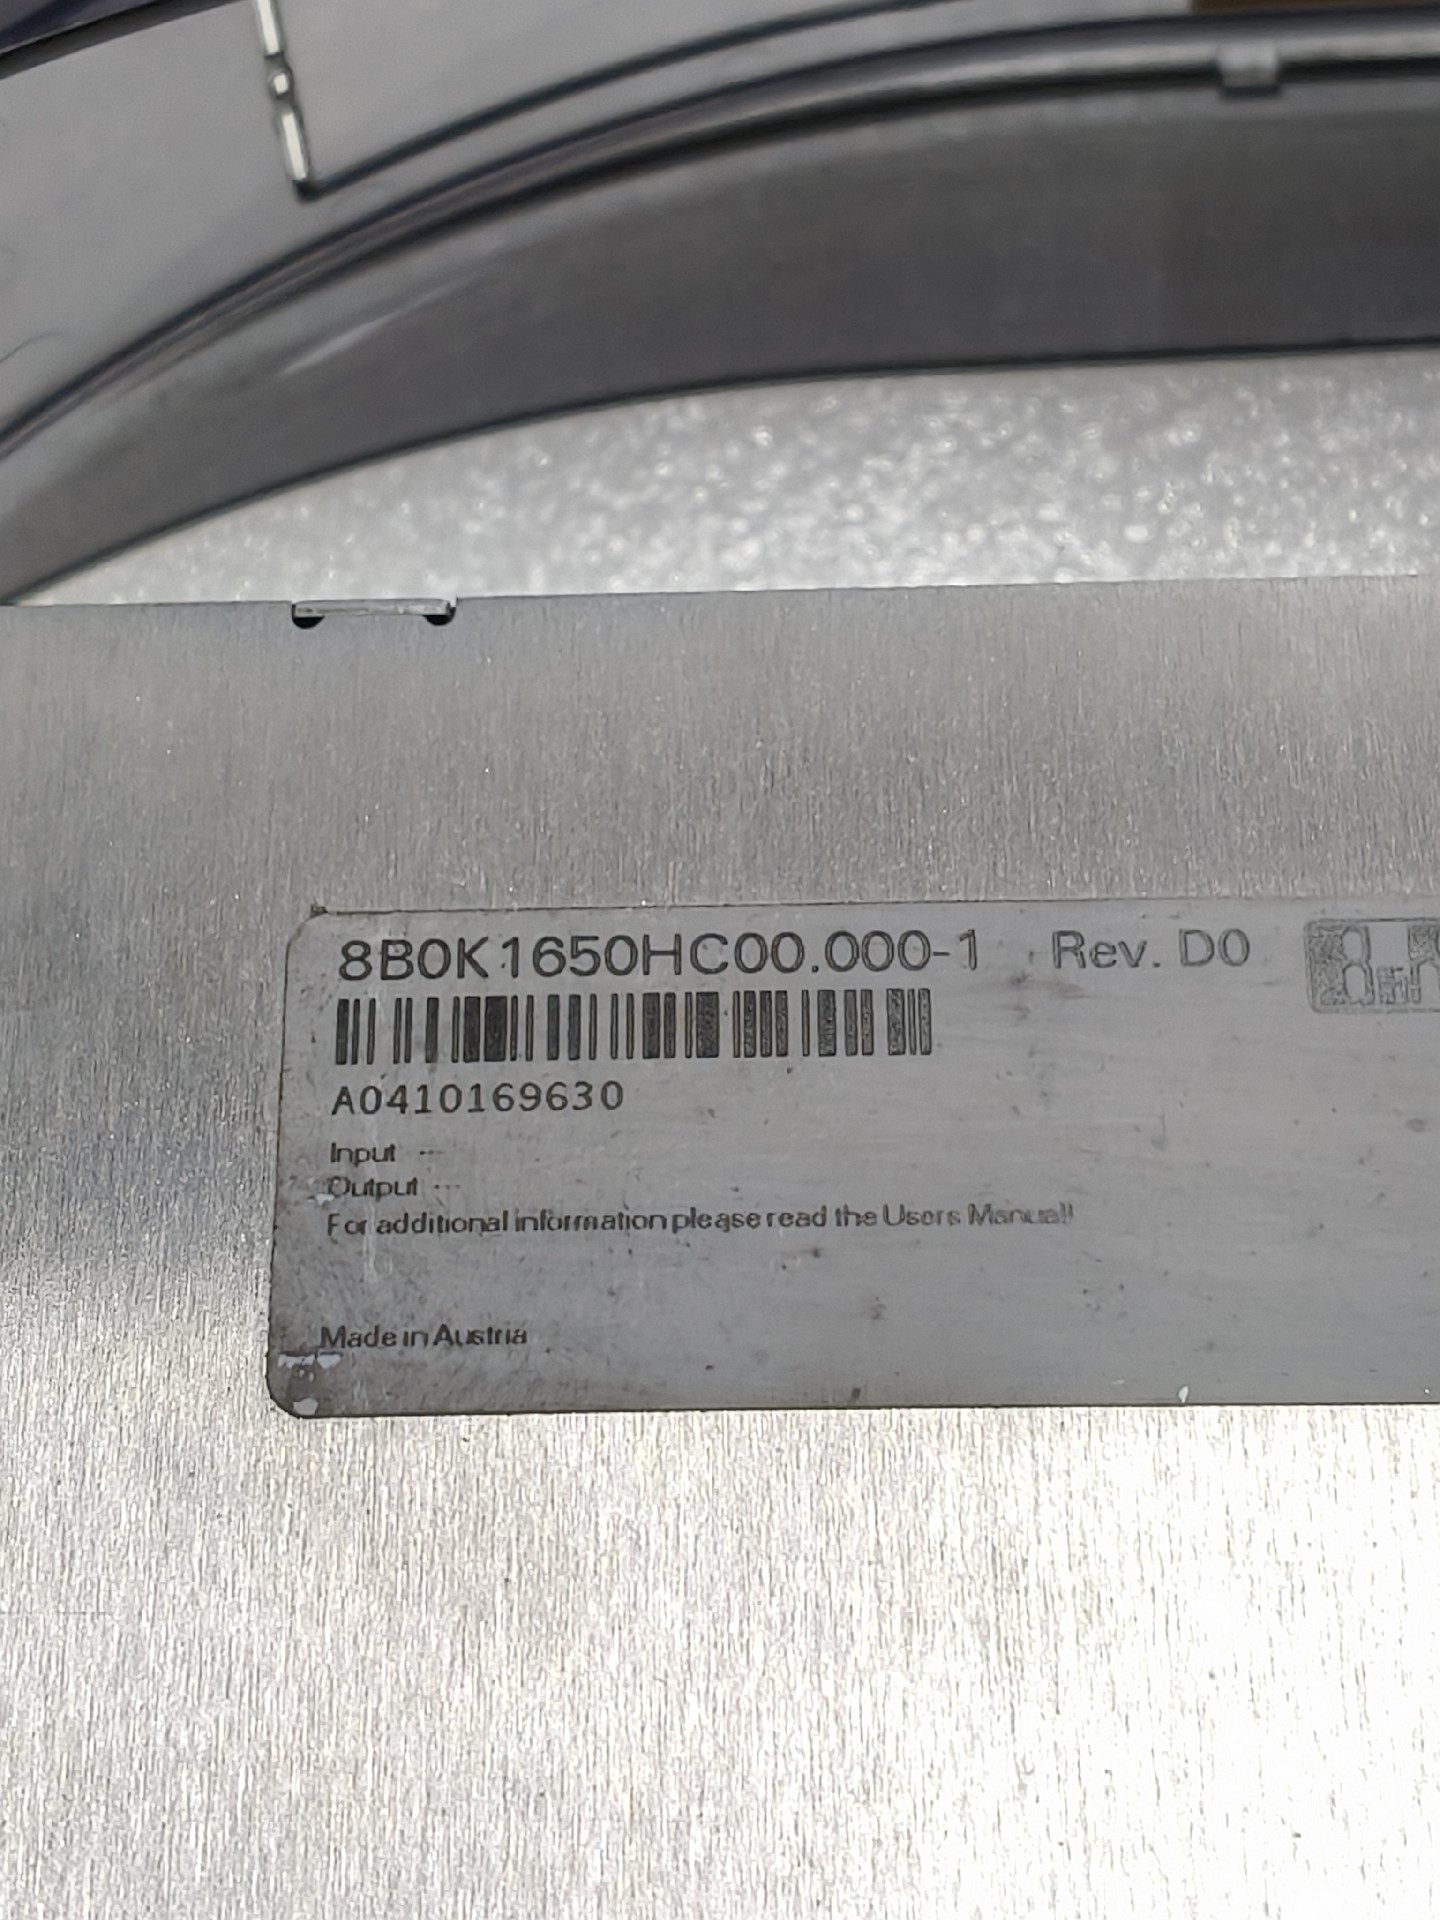 8B0K1650HC00.000-1 Rev. D0
A0410169630
Input ---
Output ---
For additional information please read the Users Manual!
Made in Austria